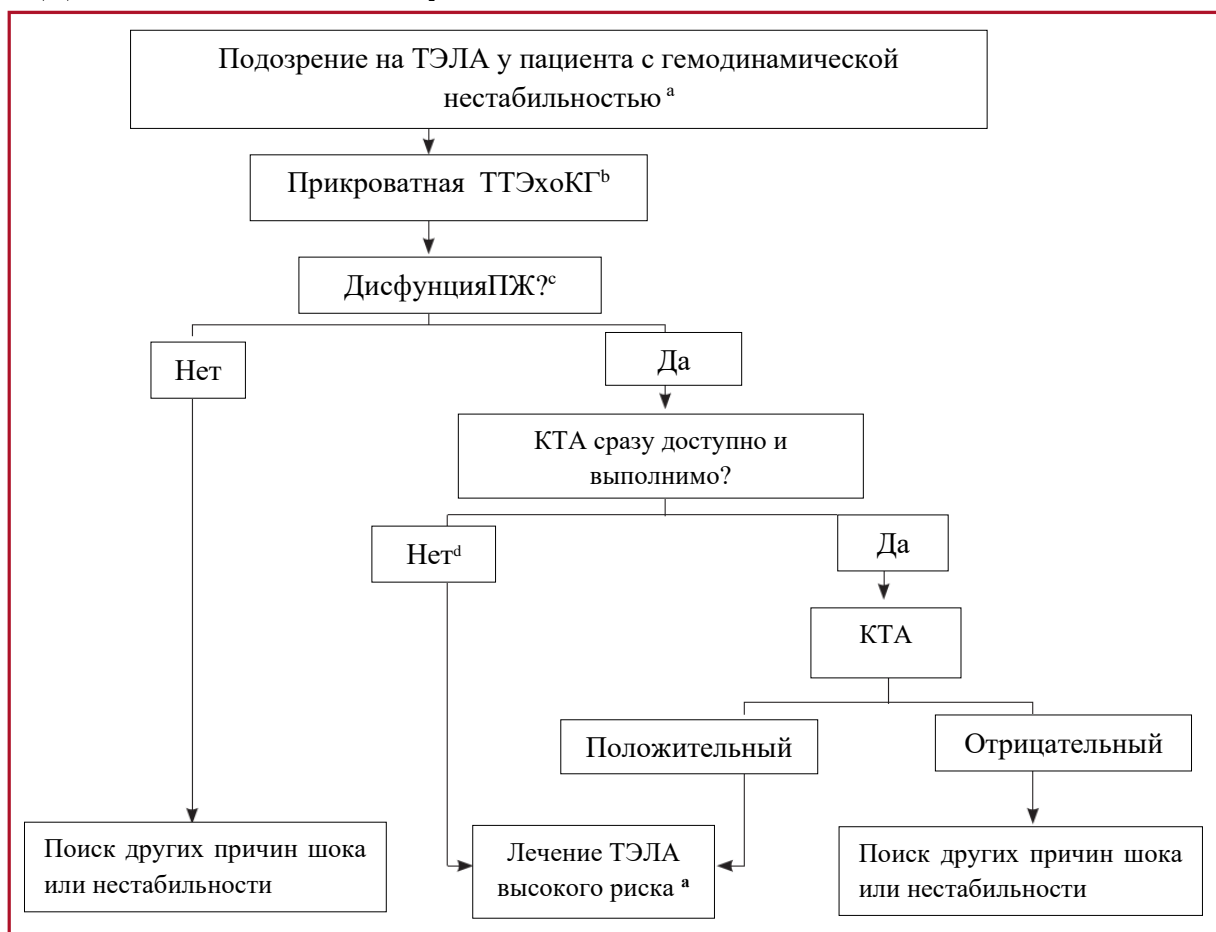 Подозрение на ТЭЛА у пациента с гемодинамической
нестабильностью a
Прикроватная ТТЭхоКГb
ДисфунцияПЖ?c
Нет
Да
КТА сразу доступно и
выполнимо?
Нетd
Да
КТА
Положительный
Отрицательный
Поиск других причин шока
или нестабильности
Лечение ТЭЛА
высокого риска a
Поиск других причин шока
или нестабильности